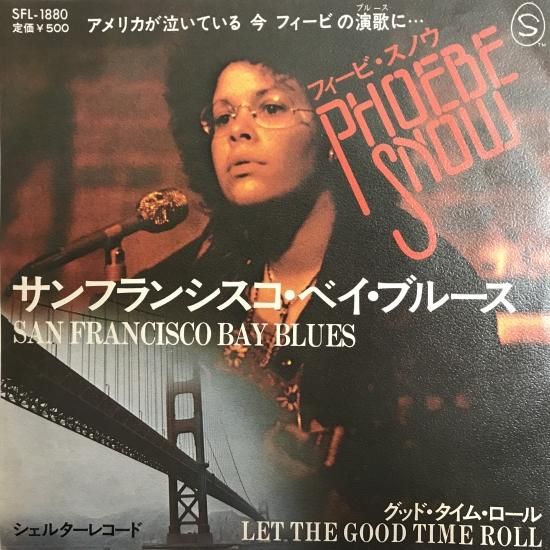 SFL-1880
定価￥500
アメリカが泣いている 今 フィービの演歌に…
ブルース
S
TM
フィービ・スノウ
PHOEBE
SNOW
サンフランシスコ・ベイ・ブルース
SAN FRANCISCO BAY BLUES
シェルターレコード
グッド・タイム・ロール
LET THE GOOD TIME ROLL